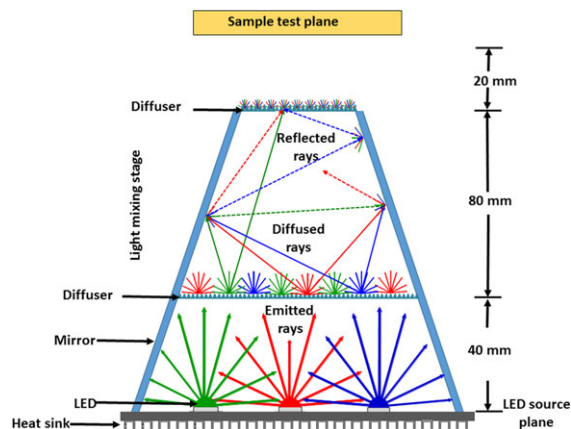 Sample test plane
20 mm
Diffuser
Reflected
rays
Light mixing stage
80 mm
Diffused
rays
Diffuser
Emitted
rays
Mirror
40 mm
LED
LED source
plane
Heat sink